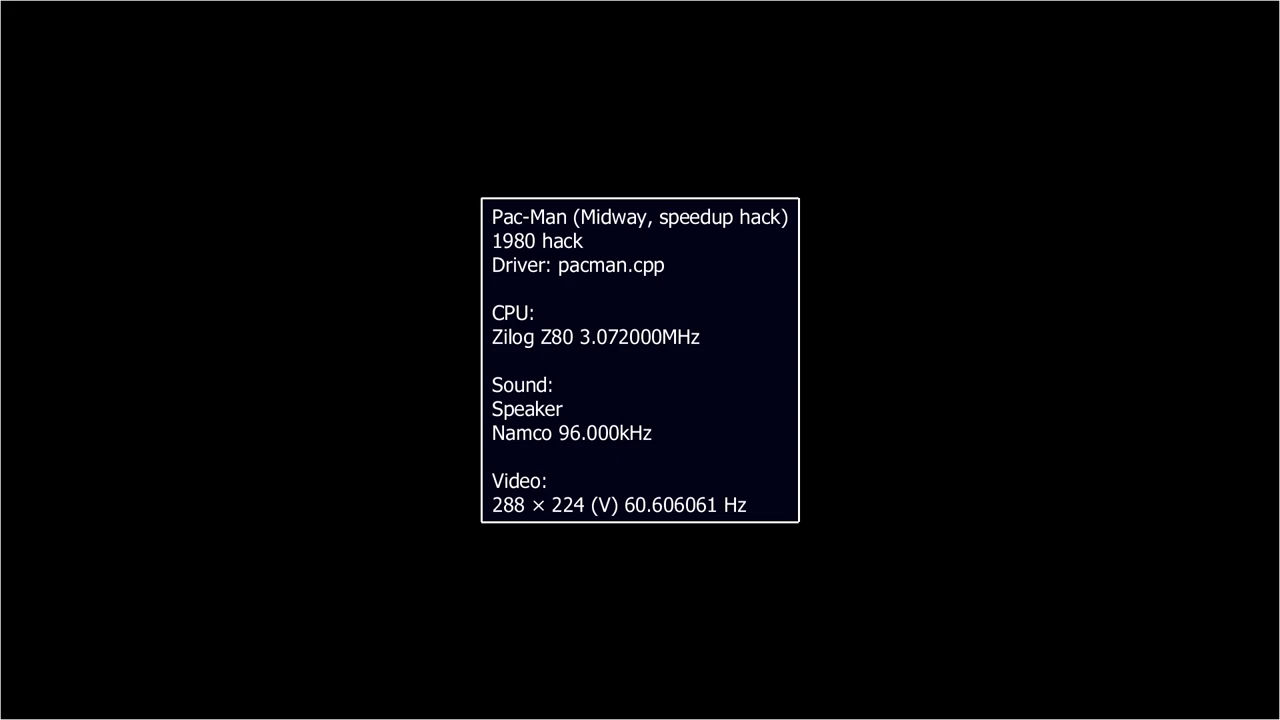 Pac-Man (Midway, speedup hack)
1980 hack
Driver: pacman.cpp
CPU:
Zilog Z80 3.072000MHz
Sound:
Speaker
Namco 96.000kHz
Video:
288 × 224 (V) 60.606061 Hz